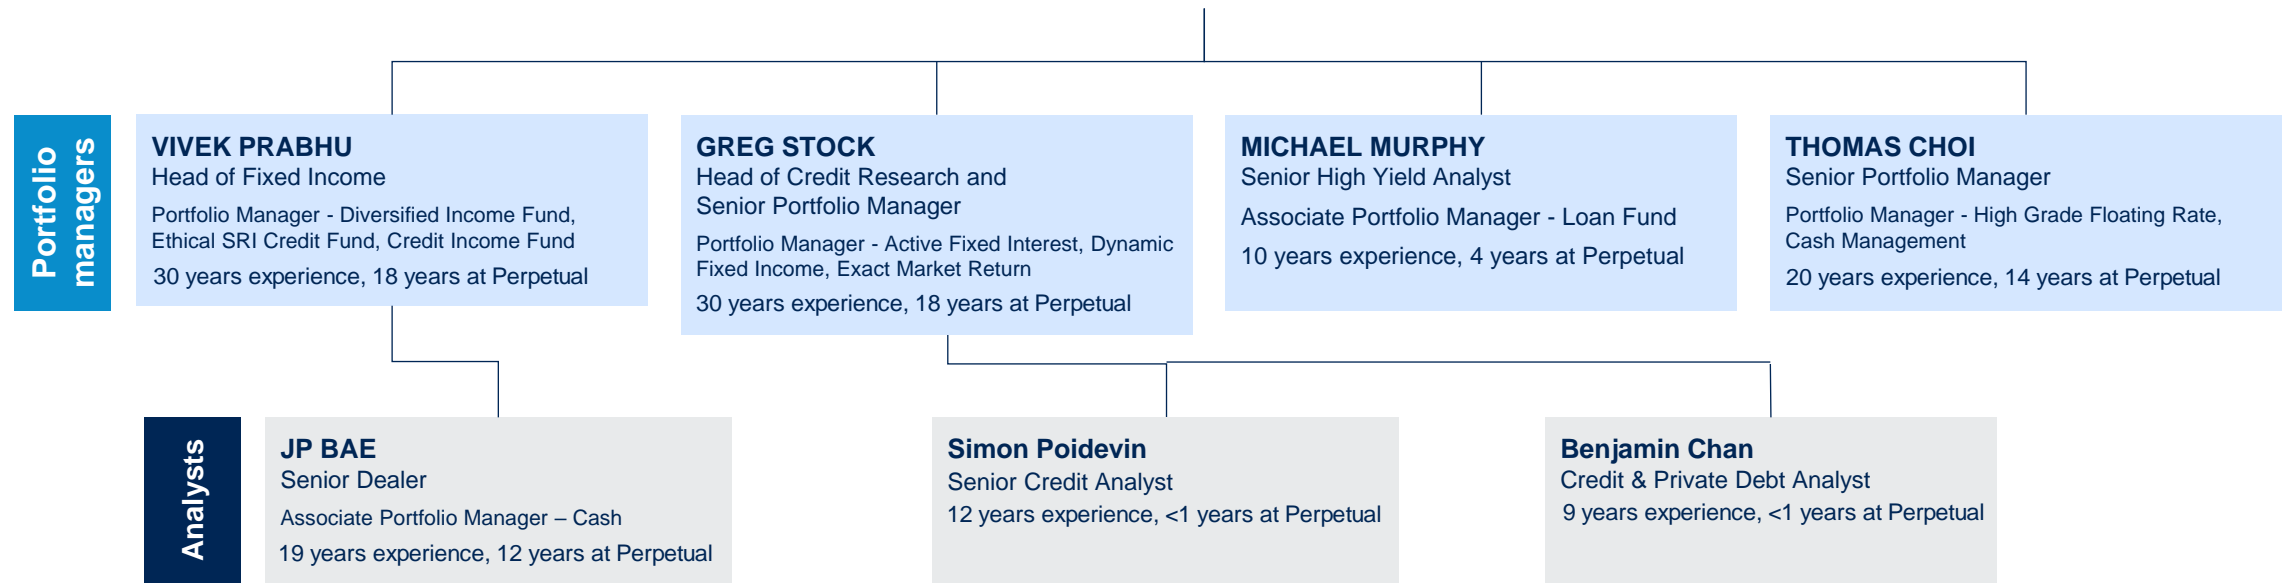 Portfolio
managers
VIVEK PRABHU
Head of Fixed Income
Portfolio Manager - Diversified Income Fund,
Ethical SRI Credit Fund, Credit Income Fund
30 years experience, 18 years at Perpetual
GREG STOCK
Head of Credit Research and
Senior Portfolio Manager
Portfolio Manager - Active Fixed Interest, Dynamic
Fixed Income, Exact Market Return
30 years experience, 18 years at Perpetual
MICHAEL MURPHY
Senior High Yield Analyst
Associate Portfolio Manager - Loan Fund
10 years experience, 4 years at Perpetual
THOMAS CHOI
Senior Portfolio Manager
Portfolio Manager - High Grade Floating Rate,
Cash Management
20 years experience, 14 years at Perpetual
Analysts
JP BAE
Senior Dealer
Associate Portfolio Manager – Cash
19 years experience, 12 years at Perpetual
Simon Poidevin
Senior Credit Analyst
12 years experience, <1 years at Perpetual
Benjamin Chan
Credit & Private Debt Analyst
9 years experience, <1 years at Perpetual